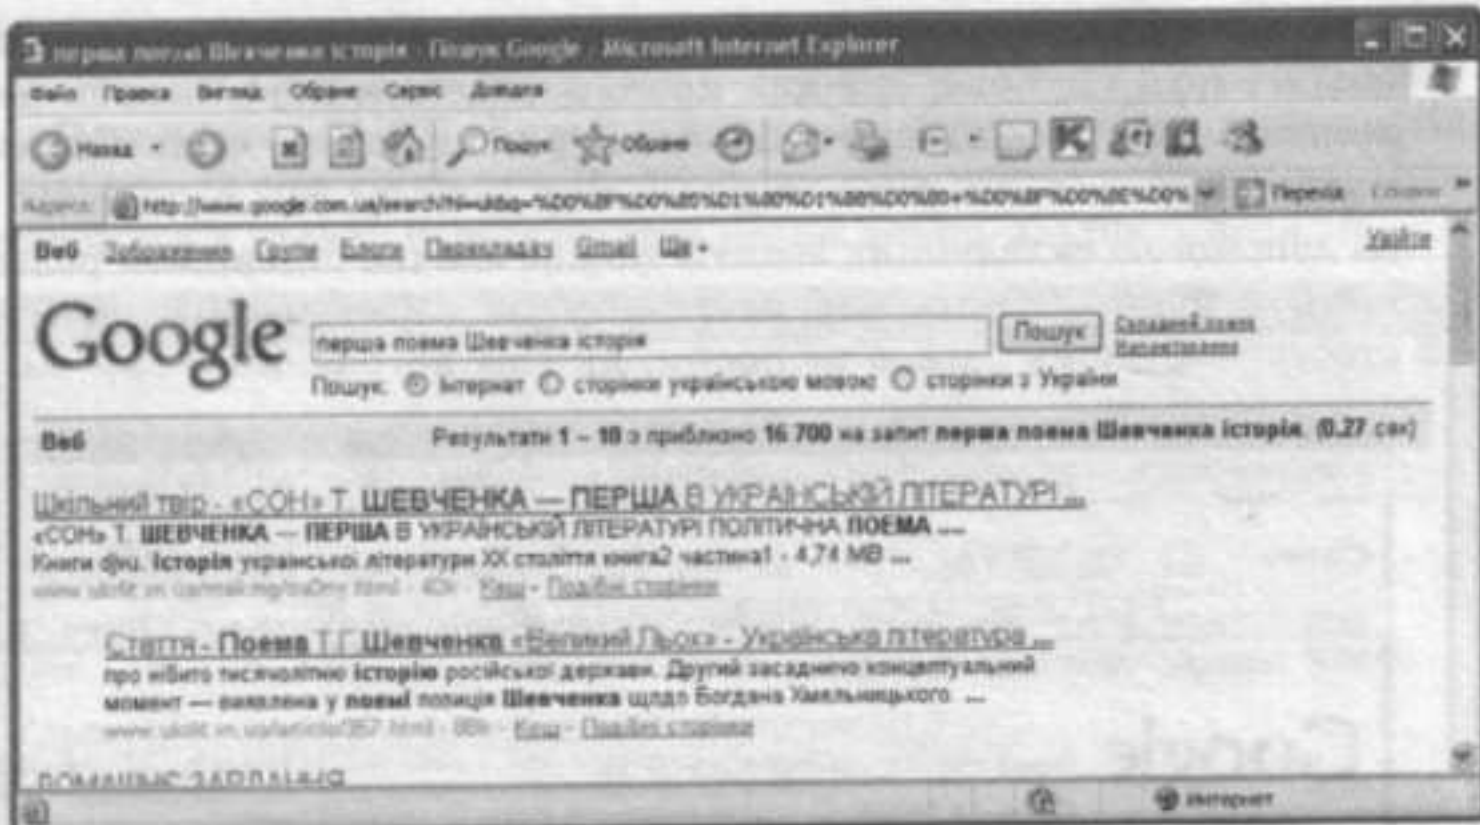 перша поема Шевченка історія - Пошук Google - Microsoft Internet Explorer
Файл Правка Вигляд Обране Сервіс Довідка
Назад Пошук Обране
Адреса: Перехід
Веб Зображення Групи Блоги Перекладач Gmail Ще
Увійти
Google
перша поема Шевченка історія
Пошук
Пошук: Інтернет сторінки українською мовою сторінки з України
Веб Результати 1 – 10 з приблизно 16 700 на запит перша поема Шевченка історія. (0.27 сек)
Шкільний твір - «СОН» Т. ШЕВЧЕНКА — ПЕРША В УКРАЇНСЬКІЙ ЛІТЕРАТУРІ ...
«СОН» Т. ШЕВЧЕНКА — ПЕРША В УКРАЇНСЬКІЙ ЛІТЕРАТУРІ ПОЛІТИЧНА ПОЕМА ....
Книги djvu. Історія української літератури XX століття книга2 частина1 - 4,74 MB ...
Кеш - Подібні сторінки
Стаття - Поема Т.Г.Шевченка «Великий Льох» - Українська література ...
про нібито тисячолітню історію російської держави. Другий засадничо концептуальний
момент — виявлена у поемі позиція Шевченка щодо Богдана Хмельницького. ...
Кеш - Подібні сторінки
Интернет